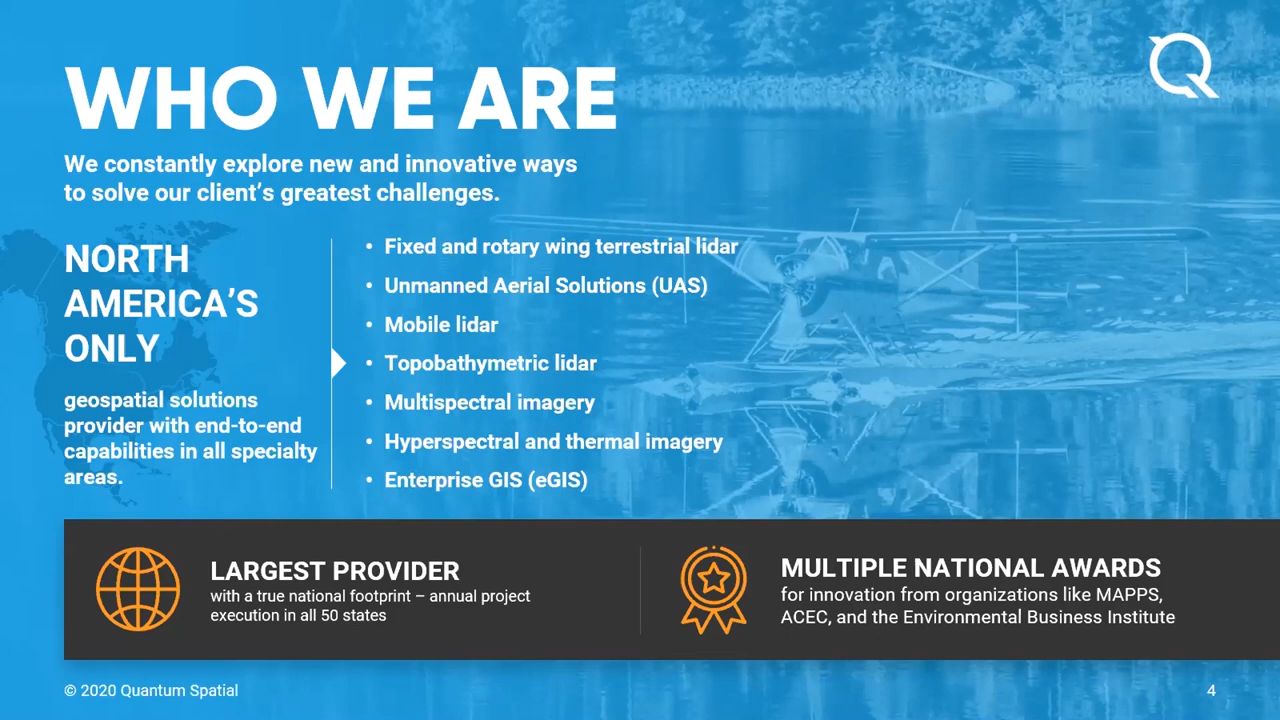 WHO WE ARE
We constantly explore new and innovative ways
to solve our client’s greatest challenges.
NORTH
AMERICA’S
ONLY
geospatial solutions
provider with end-to-end
capabilities in all specialty
areas.
• Fixed and rotary wing terrestrial lidar
• Unmanned Aerial Solutions (UAS)
• Mobile lidar
• Topobathymetric lidar
• Multispectral imagery
• Hyperspectral and thermal imagery
• Enterprise GIS (eGIS)
LARGEST PROVIDER
with a true national footprint – annual project
execution in all 50 states
MULTIPLE NATIONAL AWARDS
for innovation from organizations like MAPPS,
ACEC, and the Environmental Business Institute
© 2020 Quantum Spatial
4